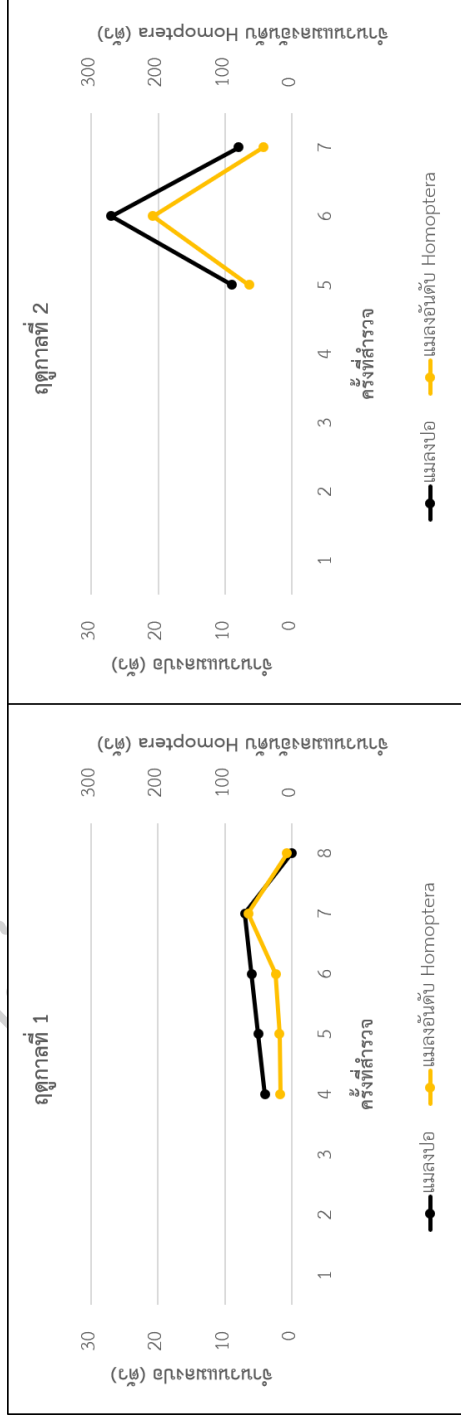 ฤดูกาลที่ 1
จำนวนแมลงปอ (ตัว)
30
20
10
0
จำนวนแมลงอันดับ Homoptera (ตัว)
300
200
100
0
1 2 3 4 5 6 7 8
ครั้งที่สำรวจ
แมลงปอ แมลงอันดับ Homoptera
ฤดูกาลที่ 2
จำนวนแมลงปอ (ตัว)
30
20
10
0
จำนวนแมลงอันดับ Homoptera (ตัว)
300
200
100
0
1 2 3 4 5 6 7
ครั้งที่สำรวจ
แมลงปอ แมลงอันดับ Homoptera